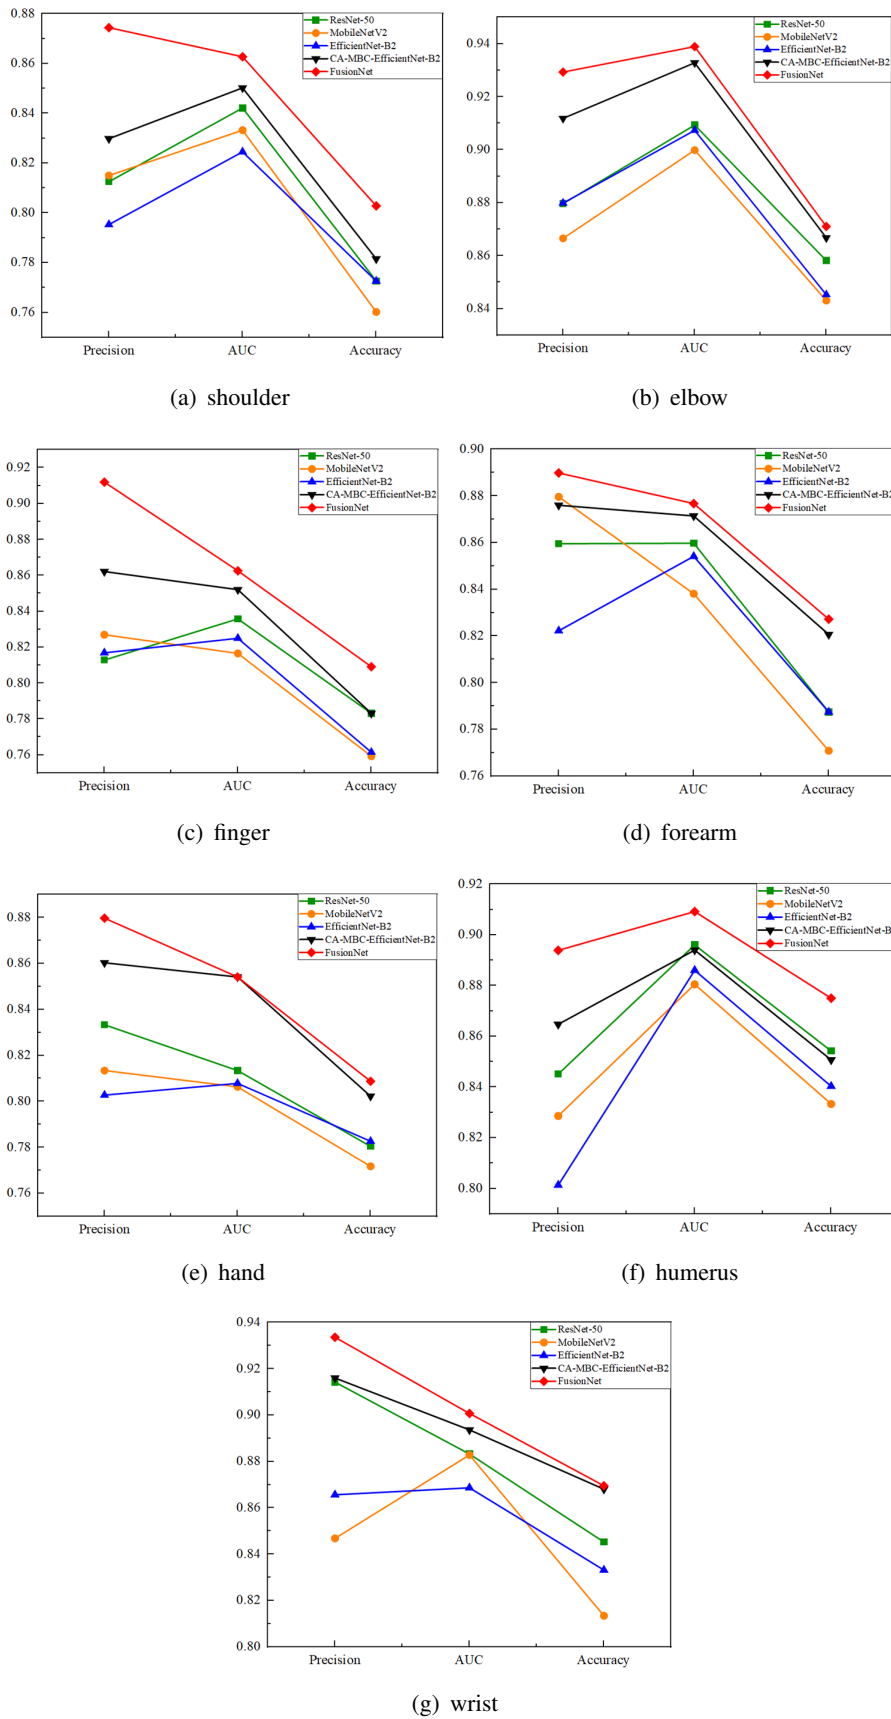 0.88
0.86
0.84
0.82
0.80
0.78
0.76
ResNet-50
MobileNetV2
EfficientNet-B2
CA-MBC-EfficientNet-B2
FusionNet
Precision AUC Accuracy
(a) shoulder
0.94
0.92
0.90
0.88
0.86
0.84
ResNet-50
MobileNetV2
EfficientNet-B2
CA-MBC-EfficientNet-B2
FusionNet
Precision AUC Accuracy
(b) elbow
0.92
0.90
0.88
0.86
0.84
0.82
0.80
0.78
0.76
ResNet-50
MobileNetV2
EfficientNet-B2
CA-MBC-EfficientNet-B2
FusionNet
Precision AUC Accuracy
(c) finger
0.90
0.88
0.86
0.84
0.82
0.80
0.78
0.76
ResNet-50
MobileNetV2
EfficientNet-B2
CA-MBC-EfficientNet-B2
FusionNet
Precision AUC Accuracy
(d) forearm
0.88
0.86
0.84
0.82
0.80
0.78
0.76
ResNet-50
MobileNetV2
EfficientNet-B2
CA-MBC-EfficientNet-B2
FusionNet
Precision AUC Accuracy
(e) hand
0.92
0.90
0.88
0.86
0.84
0.82
0.80
ResNet-50
MobileNetV2
EfficientNet-B2
CA-MBC-EfficientNet-B
FusionNet
Precision AUC Accuracy
(f) humerus
0.94
0.92
0.90
0.88
0.86
0.84
0.82
0.80
ResNet-50
MobileNetV2
EfficientNet-B2
CA-MBC-EfficientNet-B2
FusionNet
Precision AUC Accuracy
(g) wrist